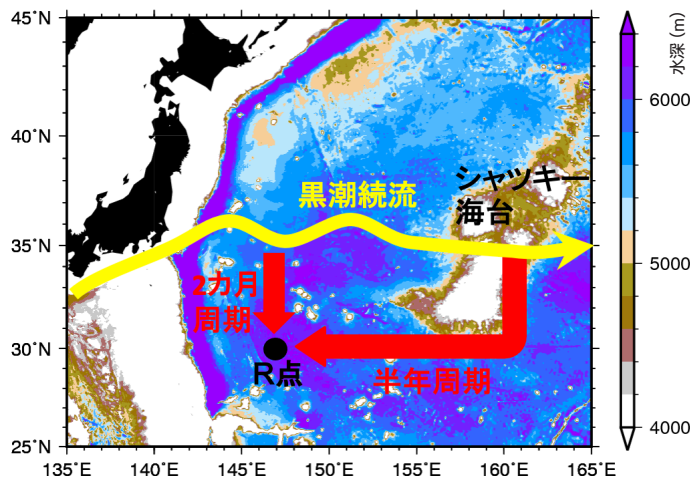 45˚N
40˚N
35˚N
30˚N
25˚N
135˚E
140˚E
145˚E
150˚E
155˚E
160˚E
165˚E
黒潮続流
シャツキー
海台
2カ月
周期
R点
半年周期
水深 (m)
6000
5000
4000